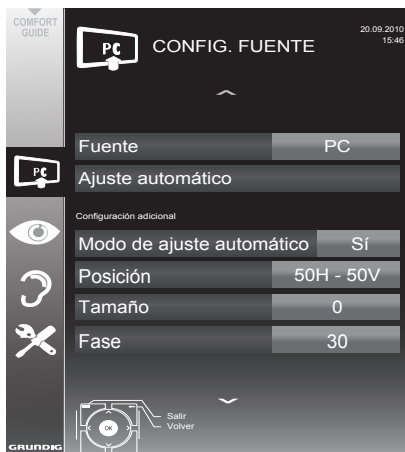 COMFORT
GUIDE
PC
CONFIG. FUENTE
20.09.2010
15:46
Fuente PC
PC
Ajuste automático
Configuración adicional
Modo de ajuste automático Sí
Posición 50H - 50V
Tamaño 0
Fase 30
Salir
Volver
OK
GRUNDIG